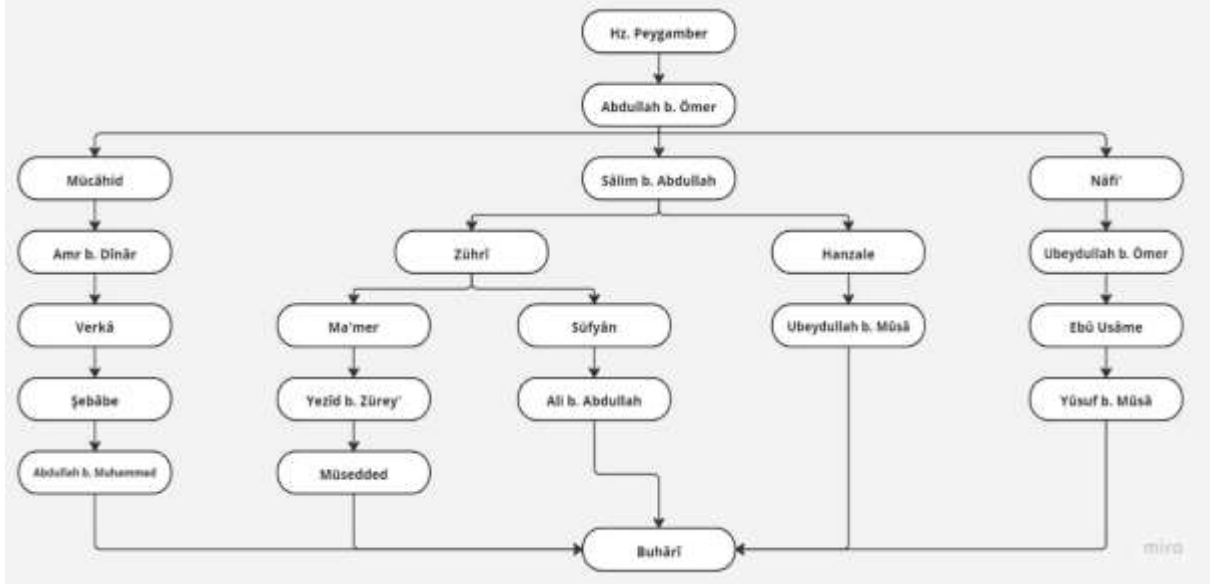 Hz. Peygamber
Abdullah b. Ömer
Mücâhid
Sâlim b. Abdullah
Nâfi'
Amr b. Dînâr
Zührî
Hanzale
Ubeydullah b. Ömer
Verkâ
Ma'mer
Süfyân
Ubeydullah b. Mûsâ
Ebû Usâme
Şebâbe
Yezîd b. Zürey'
Ali b. Abdullah
Yûsuf b. Mûsâ
Abdullah b. Muhammed
Müsedded
Buhârî
miro